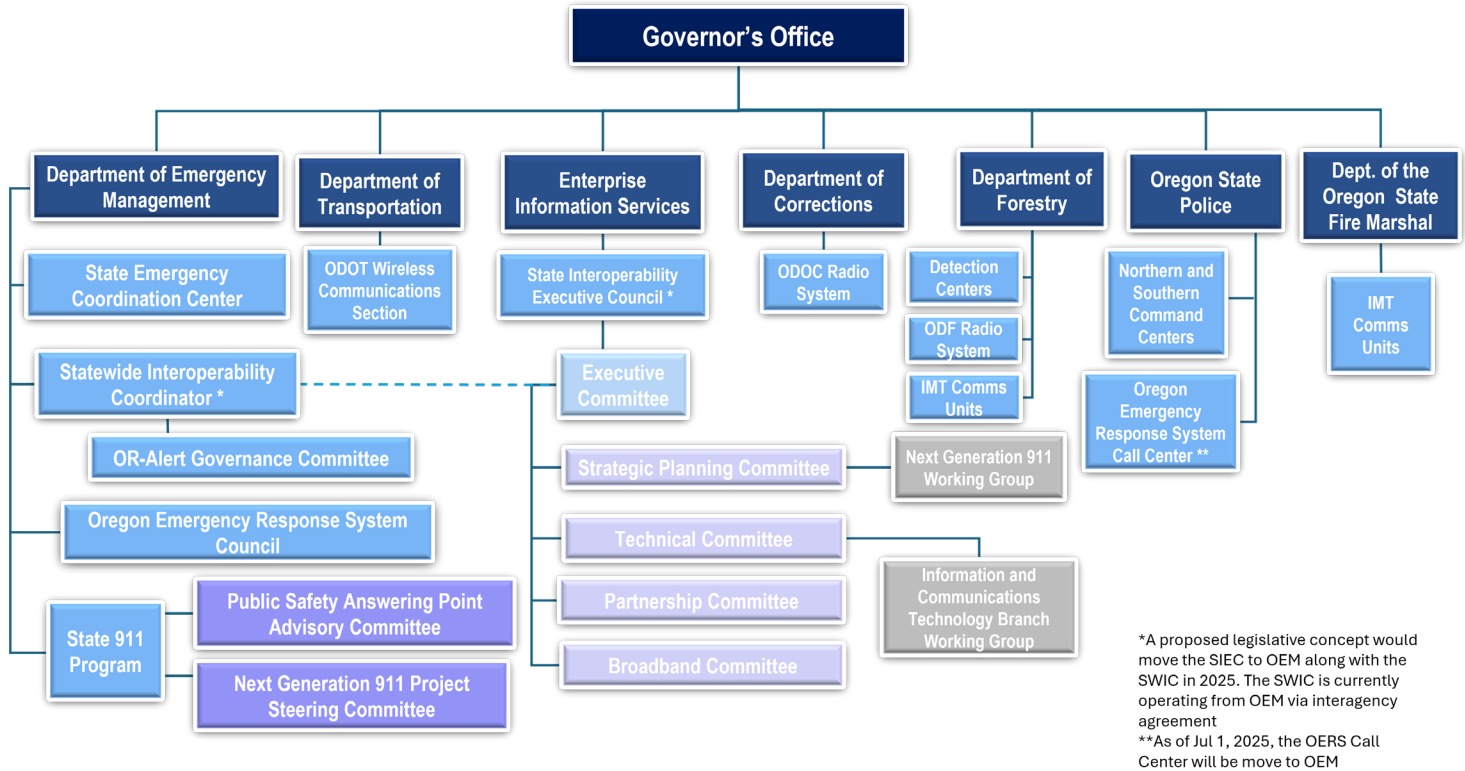 Governor's Office
Department of Emergency
Management
Department of
Transportation
Enterprise
Information Services
Department of
Corrections
Department of
Forestry
Oregon State
Police
Dept. of the
Oregon State
Fire Marshal
State Emergency
Coordination Center
ODOT Wireless
Communications
Section
State Interoperability
Executive Council *
ODOC Radio
System
Detection
Centers
ODF Radio
System
IMT Comms
Units
Northern and
Southern
Command
Centers
Oregon
Emergency
Response System
Call Center **
IMT
Comms
Units
Statewide Interoperability
Coordinator *
Executive
Committee
OR-Alert Governance Committee
Strategic Planning Committee
Next Generation 911
Working Group
Oregon Emergency Response System
Council
Technical Committee
Information and
Communications
Technology Branch
Working Group
State 911
Program
Public Safety Answering Point
Advisory Committee
Partnership Committee
Broadband Committee
Next Generation 911 Project
Steering Committee
*A proposed legislative concept would
move the SIEC to OEM along with the
SWIC in 2025. The SWIC is currently
operating from OEM via interagency
agreement
**As of Jul 1, 2025, the OERS Call
Center will be move to OEM